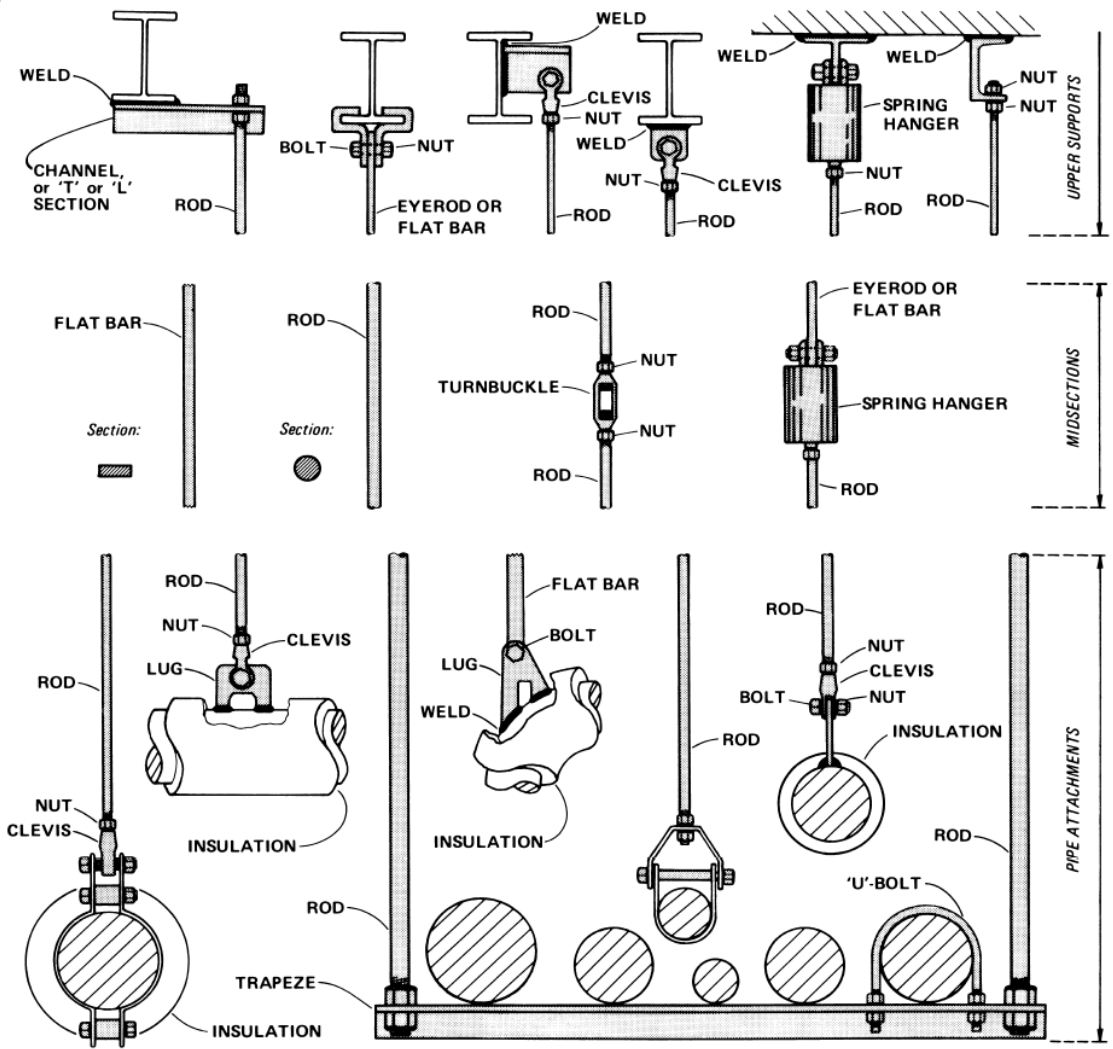 WELD
CHANNEL,
or 'T' or 'L'
SECTION
ROD
BOLT
NUT
EYEROD OR
FLAT BAR
WELD
CLEVIS
NUT
ROD
WELD
NUT
CLEVIS
ROD
WELD
SPRING
HANGER
NUT
ROD
WELD
NUT
NUT
ROD
UPPER SUPPORTS
FLAT BAR
Section:
ROD
Section:
ROD
NUT
TURNBUCKLE
NUT
ROD
EYEROD OR
FLAT BAR
SPRING HANGER
ROD
MIDSECTIONS
ROD
NUT
CLEVIS
INSULATION
ROD
NUT
CLEVIS
LUG
INSULATION
FLAT BAR
BOLT
LUG
WELD
INSULATION
ROD
ROD
NUT
CLEVIS
BOLT
NUT
INSULATION
ROD
TRAPEZE
'U'-BOLT
ROD
PIPE ATTACHMENTS